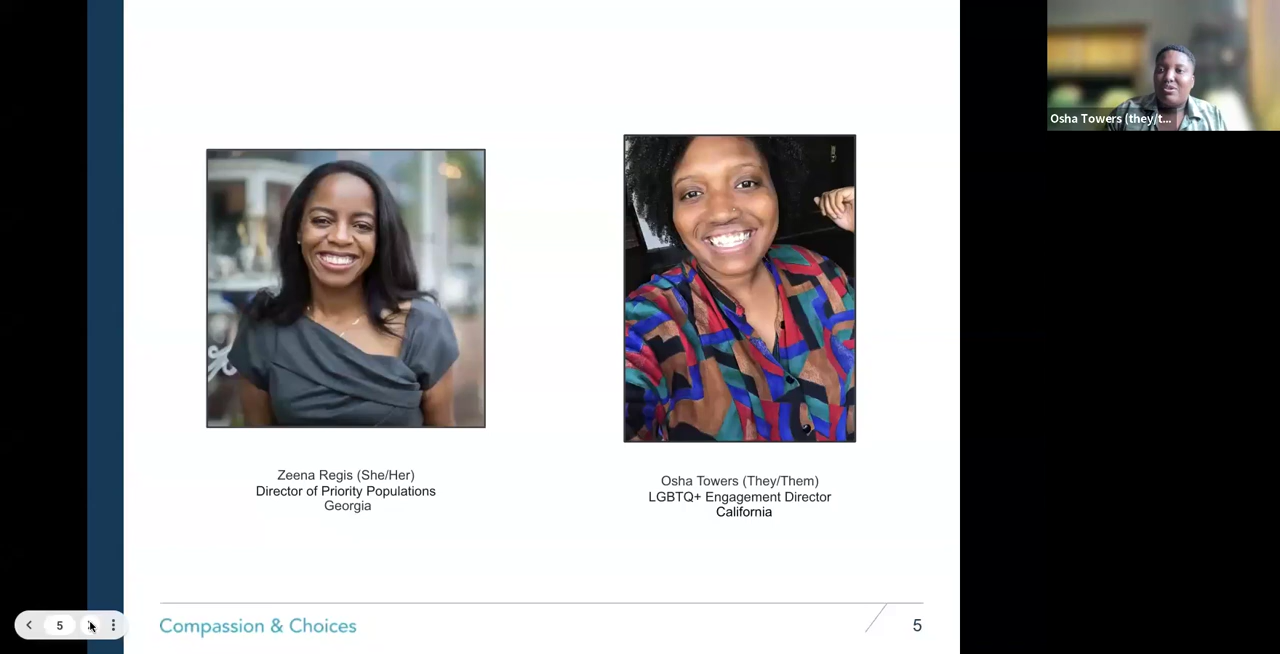 Osha Towers (they/t...
Zeena Regis (She/Her)
Director of Priority Populations
Georgia
Osha Towers (They/Them)
LGBTQ+ Engagement Director
California
Compassion & Choices
5
5